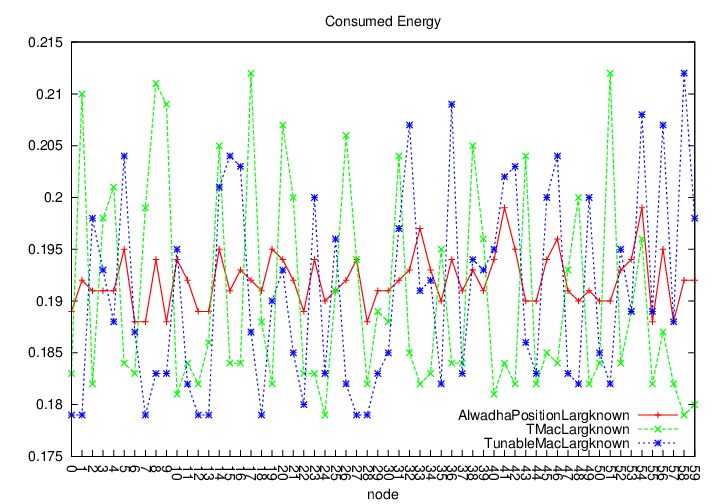 Consumed Energy
0.215
0.21
0.205
0.2
0.195
0.19
0.185
0.18
0.175
AlwadhaPositionLargknown
TMacLargknown
TunableMacLargknown
0 1 2 3 4 5 6 7 8 9 10 11 12 13 14 15 16 17 18 19 20 21 22 23 24 25 26 27 28 29 30 31 32 33 34 35 36 37 38 39 40 41 42 43 44 45 46 47 48 49 50 51 52 53 54 55 56 57 58 59
node